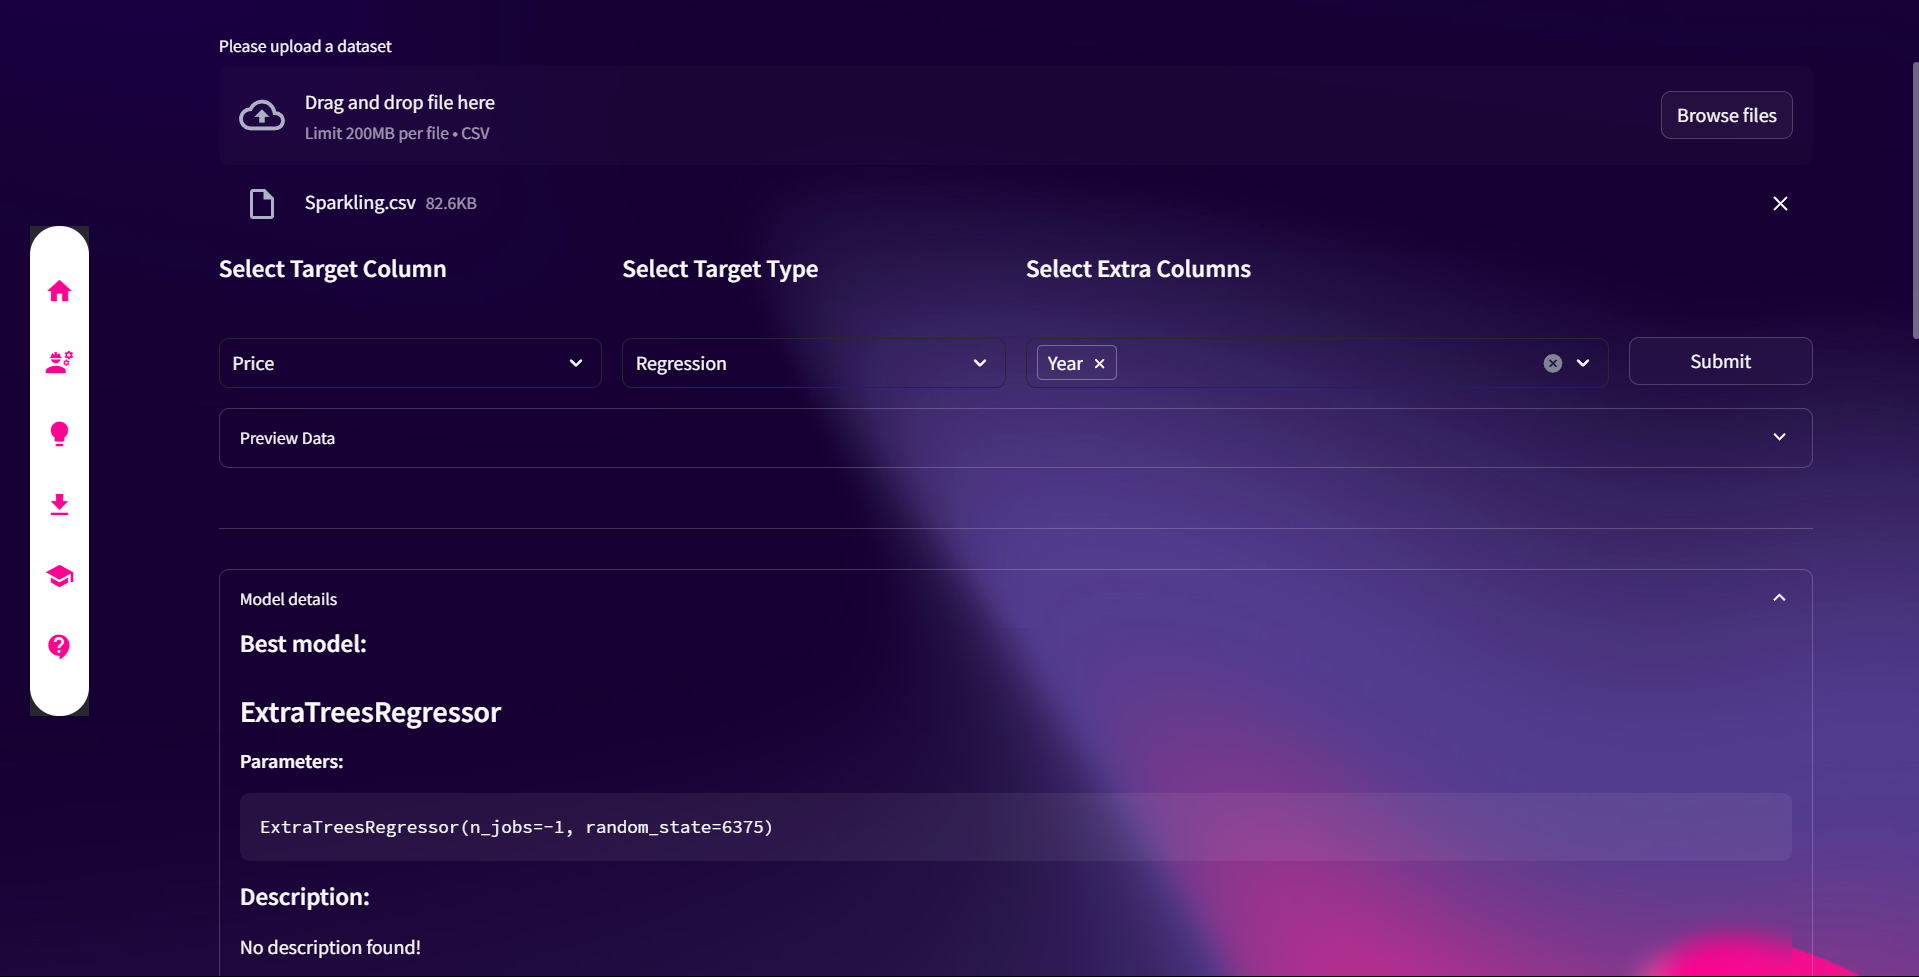 Please upload a dataset
Drag and drop file here
Limit 200MB per file • CSV
Browse files
Sparkling.csv 82.6KB
Select Target Column
Select Target Type
Select Extra Columns
Price
Regression
Year
Submit
Preview Data
Model details
Best model:
ExtraTreesRegressor
Parameters:
ExtraTreesRegressor(n_jobs=-1, random_state=6375)
Description:
No description found!